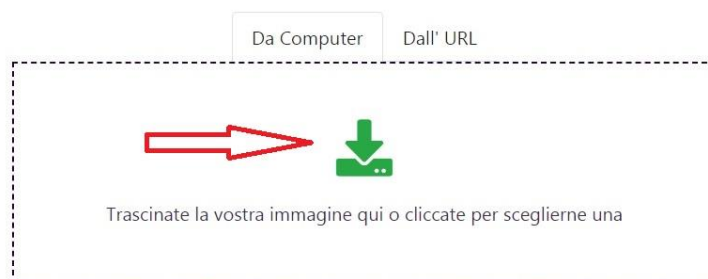 Da Computer
Dall' URL
Trascinate la vostra immagine qui o cliccate per sceglierne una